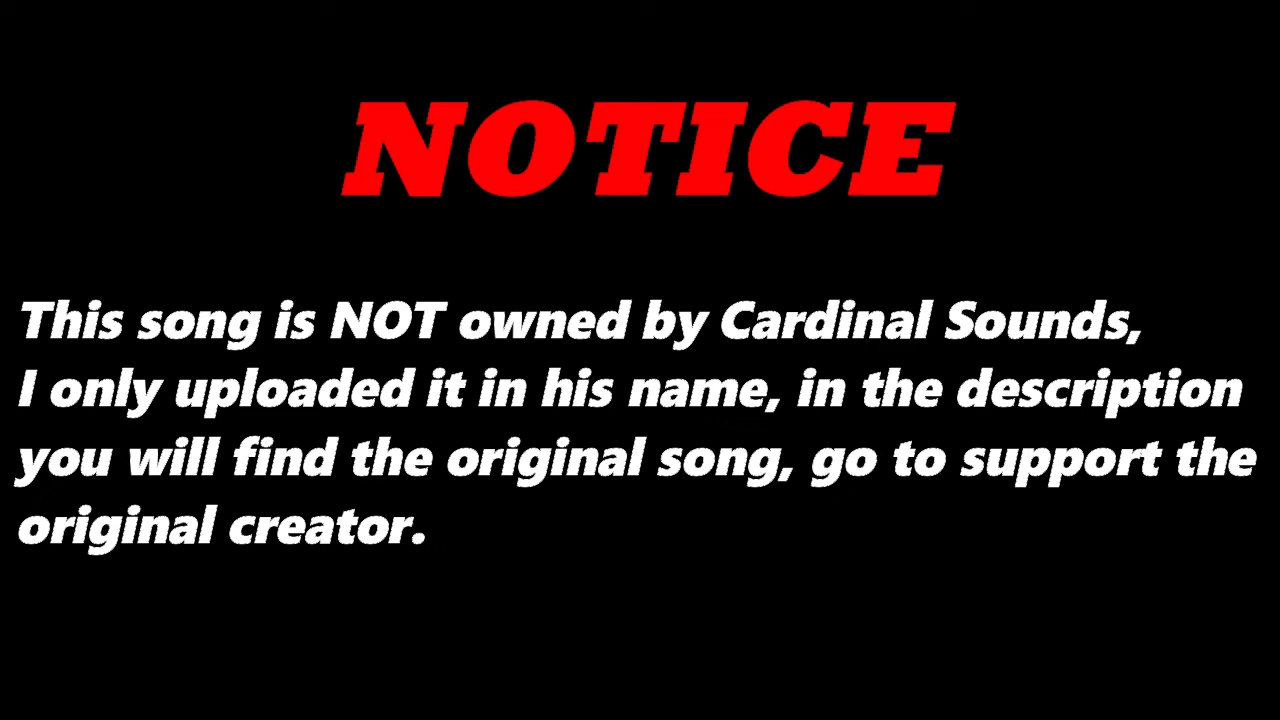 NOTICE
This song is NOT owned by Cardinal Sounds,
I only uploaded it in his name, in the description
you will find the original song, go to support the
original creator.